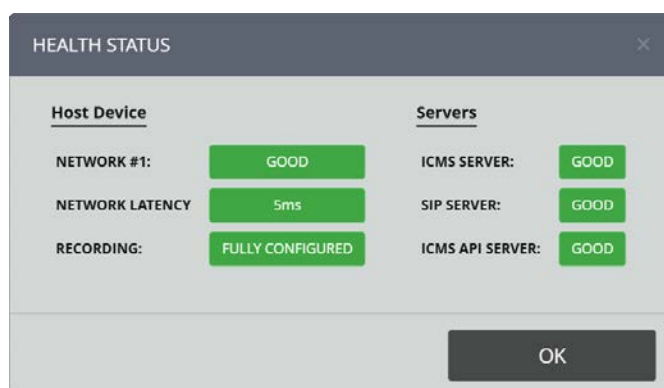 HEALTH STATUS
×
Host Device
NETWORK #1: GOOD
NETWORK LATENCY 5ms
RECORDING: FULLY CONFIGURED
Servers
ICMS SERVER: GOOD
SIP SERVER: GOOD
ICMS API SERVER: GOOD
OK